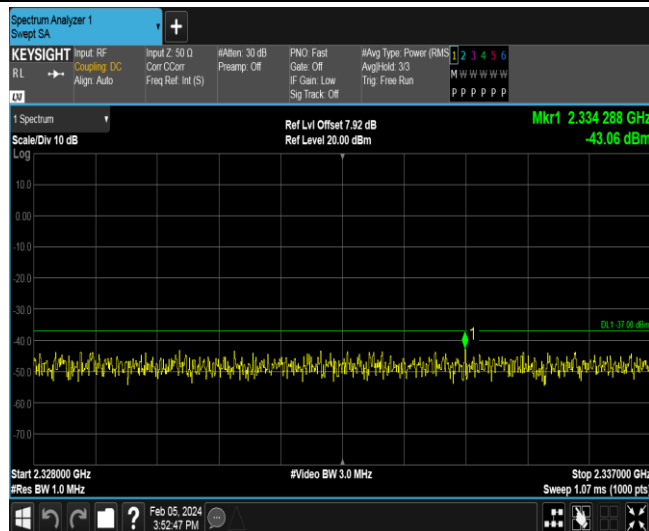 Spectrum Analyzer 1
Swept SA
KEYSIGHT
RL
Input: RF
Coupling: DC
Align: Auto
Input Z: 50 Ω
Corr CCorr
Freq Ref: Int (S)
#Atten: 30 dB
Preamp: Off
PNO: Fast
Gate: Off
IF Gain: Low
Sig Track: Off
#Avg Type: Power (RMS
Avg|Hold: 3/3
Trig: Free Run
1 2 3 4 5 6
M W W W W W
P P P P P P
1 Spectrum
Scale/Div 10 dB
Log
Ref Lvl Offset 7.92 dB
Ref Level 20.00 dBm
Mkr1 2.334 288 GHz
-43.06 dBm
10.0
0.00
-10.0
-20.0
-30.0
DL1 -37.00 dBm
1
-40.0
-50.0
-60.0
-70.0
Start 2.328000 GHz
#Video BW 3.0 MHz
Stop 2.337000 GHz
#Res BW 1.0 MHz
Sweep 1.07 ms (1000 pts)
?
Feb 05, 2024
3:52:47 PM